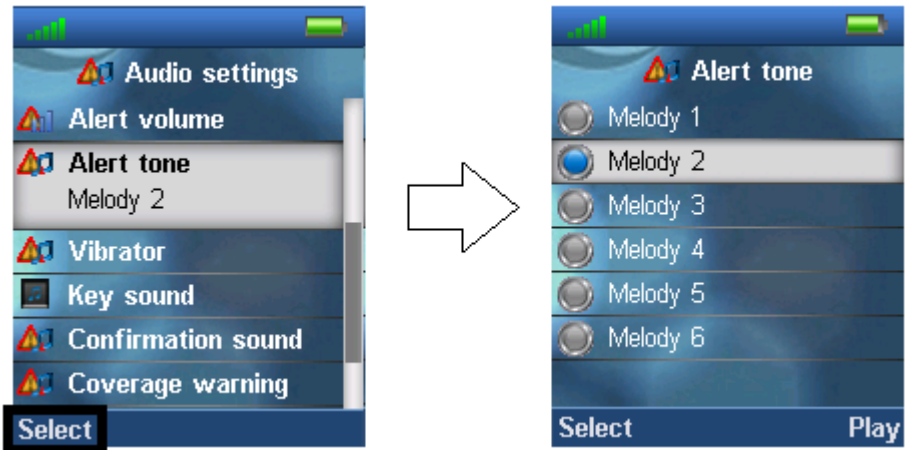 Audio settings
Alert volume
Alert tone
Melody 2
Vibrator
Key sound
Confirmation sound
Coverage warning
Select
Alert tone
Melody 1
Melody 2
Melody 3
Melody 4
Melody 5
Melody 6
Select Play